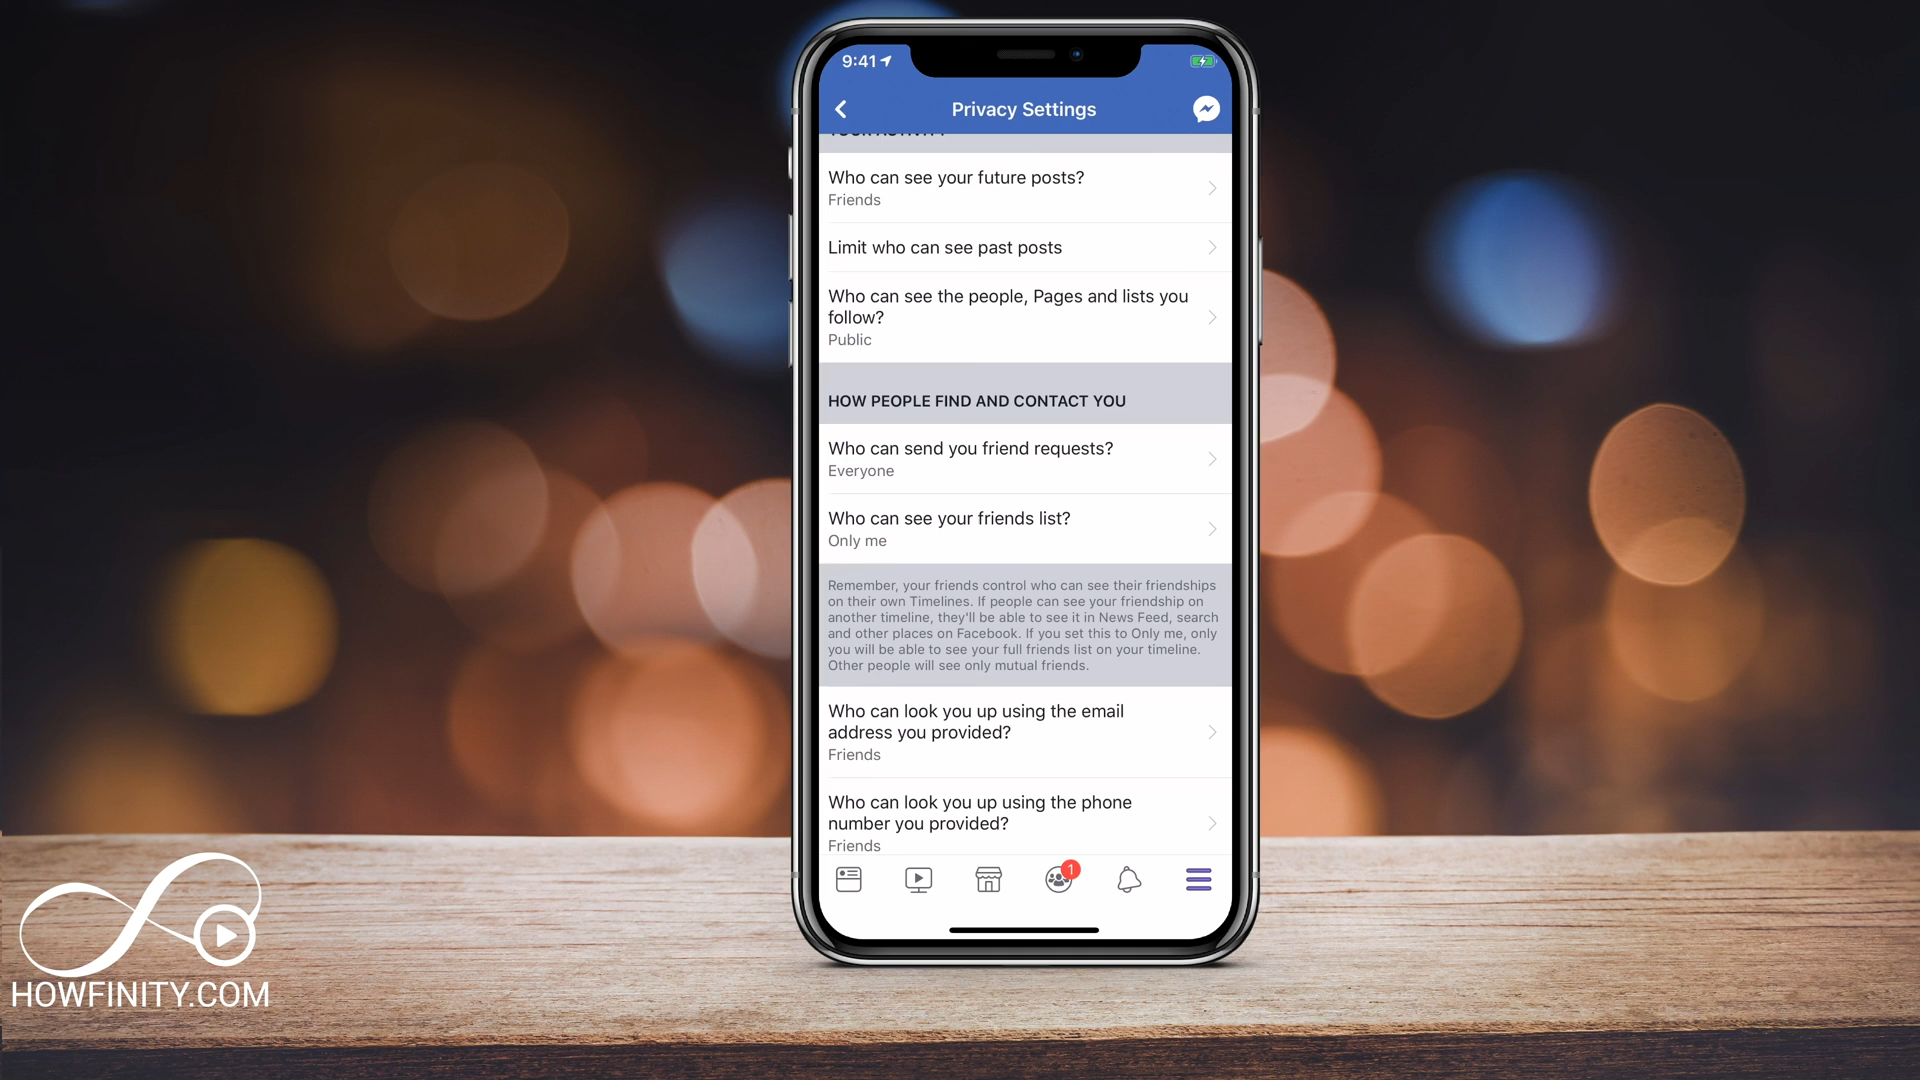 9:41
Privacy Settings
YOUR ACTIVITY
Who can see your future posts?
Friends
Limit who can see past posts
Who can see the people, Pages and lists you
follow?
Public
HOW PEOPLE FIND AND CONTACT YOU
Who can send you friend requests?
Everyone
Who can see your friends list?
Only me
Remember, your friends control who can see their friendships
on their own Timelines. If people can see your friendship on
another timeline, they'll be able to see it in News Feed, search
and other places on Facebook. If you set this to Only me, only
you will be able to see your full friends list on your timeline.
Other people will see only mutual friends.
Who can look you up using the email
address you provided?
Friends
Who can look you up using the phone
number you provided?
Friends
1
HOWFINITY.COM